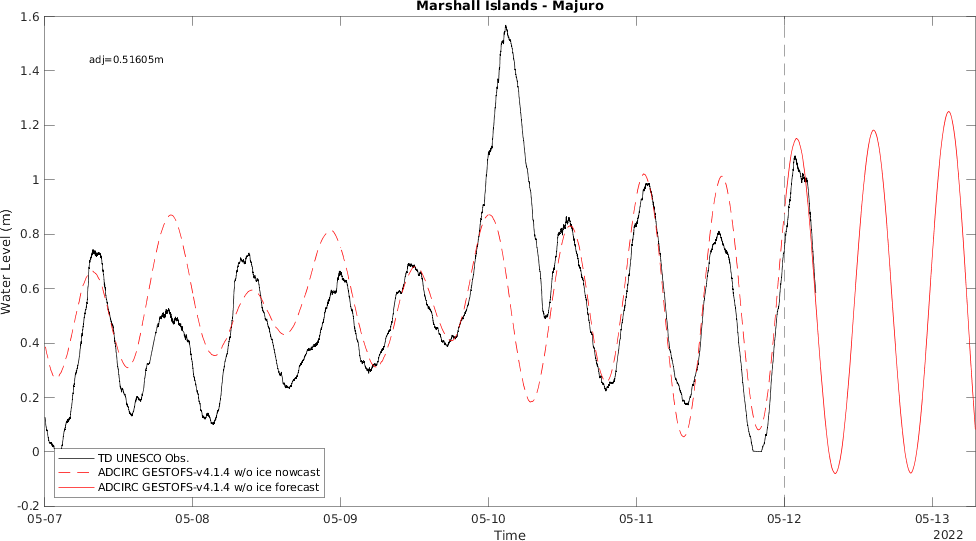 Marshall Islands - Majuro
adj=0.51605m
Water Level (m)
1.6
1.4
1.2
1
0.8
0.6
0.4
0.2
0
-0.2
TD UNESCO Obs.
ADCIRC GESTOFS-v4.1.4 w/o ice nowcast
ADCIRC GESTOFS-v4.1.4 w/o ice forecast
05-07 05-08 05-09 05-10 05-11 05-12 05-13
Time
2022